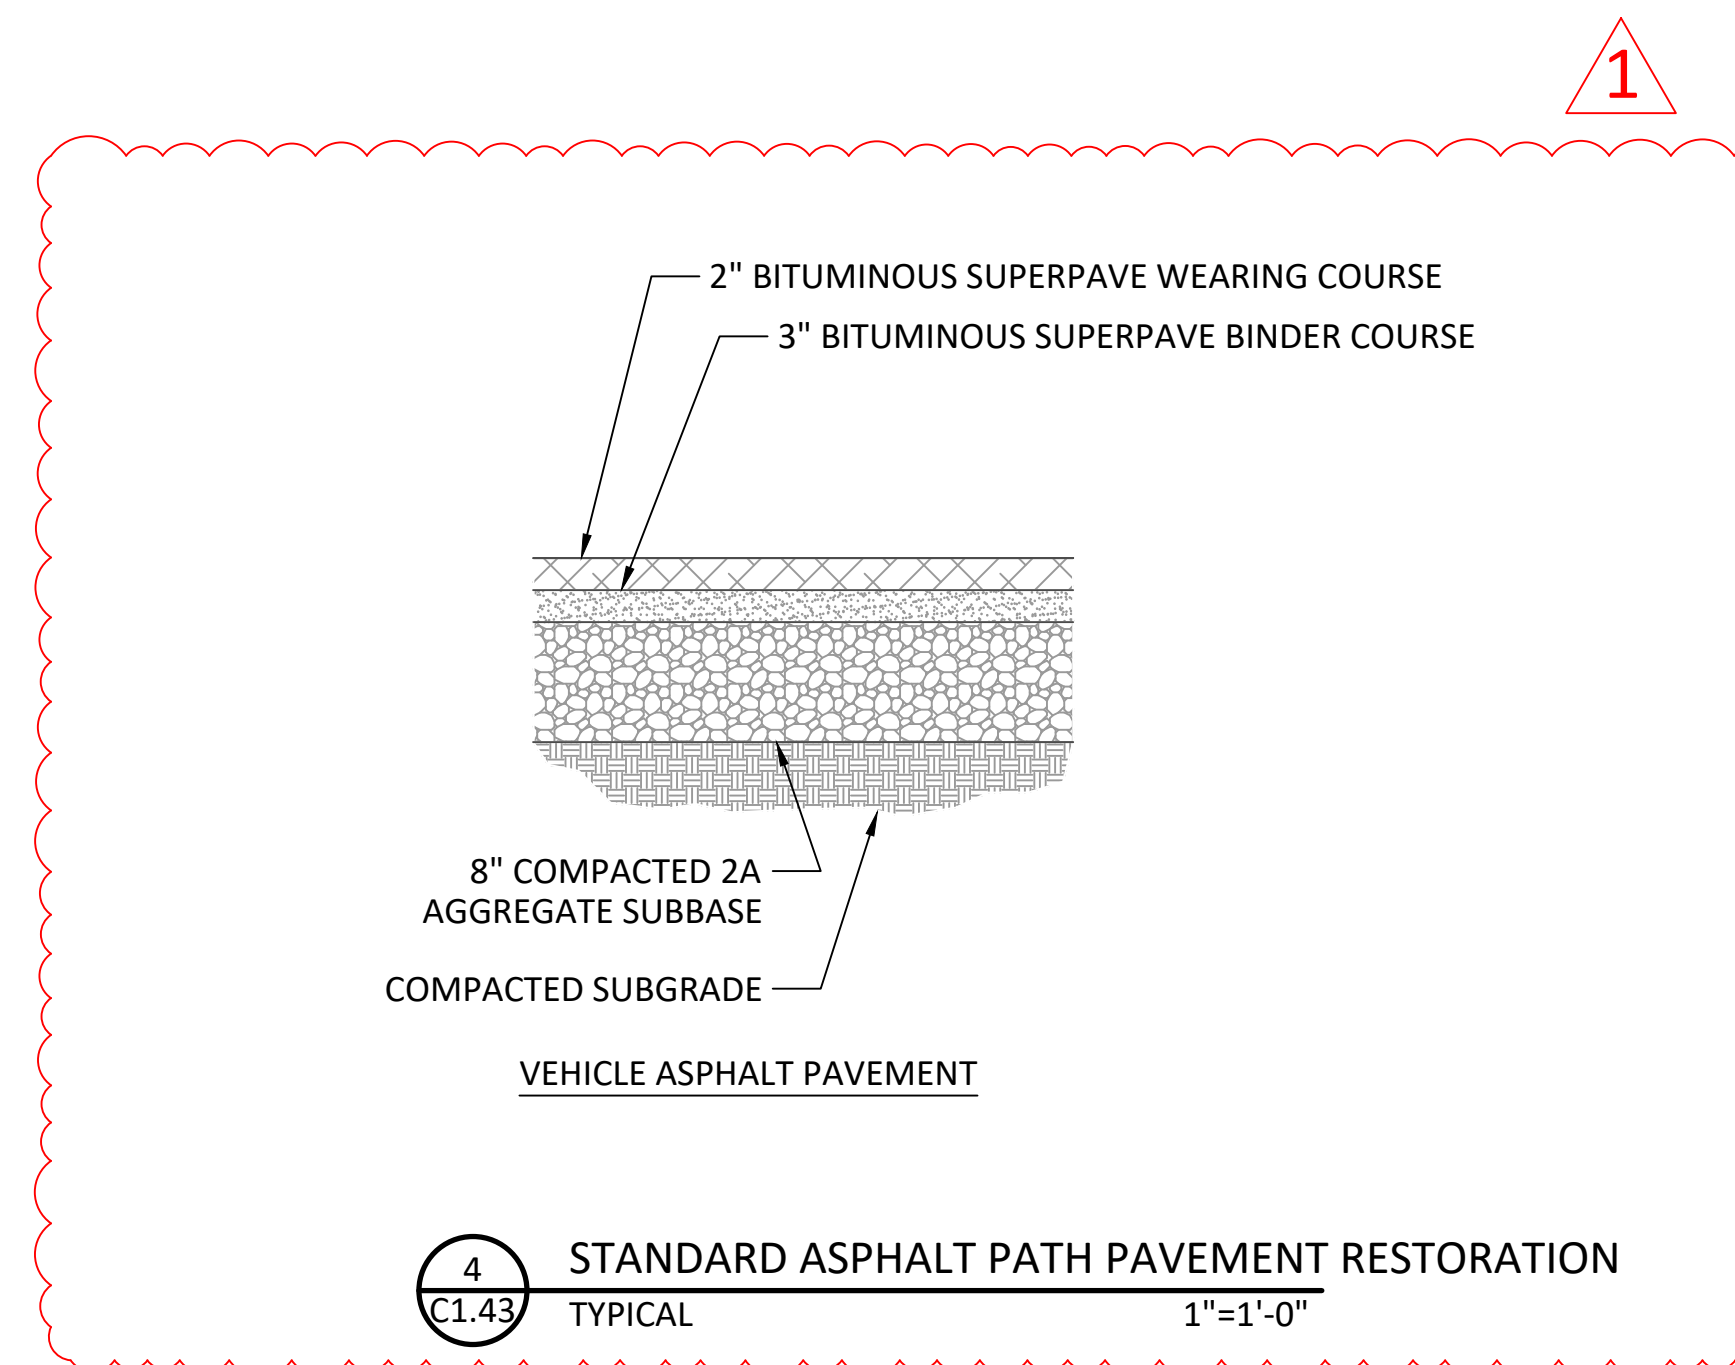 1
2" BITUMINOUS SUPERPAVE WEARING COURSE
3" BITUMINOUS SUPERPAVE BINDER COURSE
8" COMPACTED 2A
AGGREGATE SUBBASE
COMPACTED SUBGRADE
VEHICLE ASPHALT PAVEMENT
4
C1.43
STANDARD ASPHALT PATH PAVEMENT RESTORATION
TYPICAL 1"=1'-0"